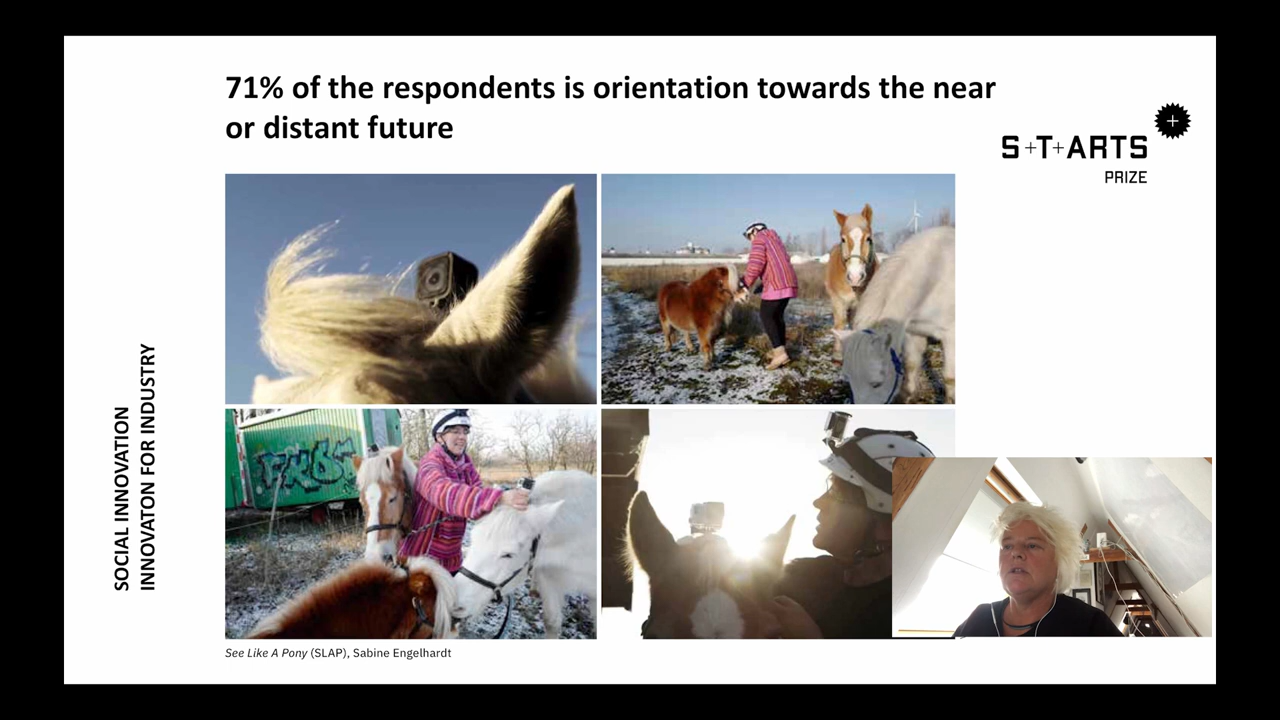 71% of the respondents is orientation towards the near
or distant future
S+T+ARTS
PRIZE
SOCIAL INNOVATION
INNOVATON FOR INDUSTRY
See Like A Pony (SLAP), Sabine Engelhardt